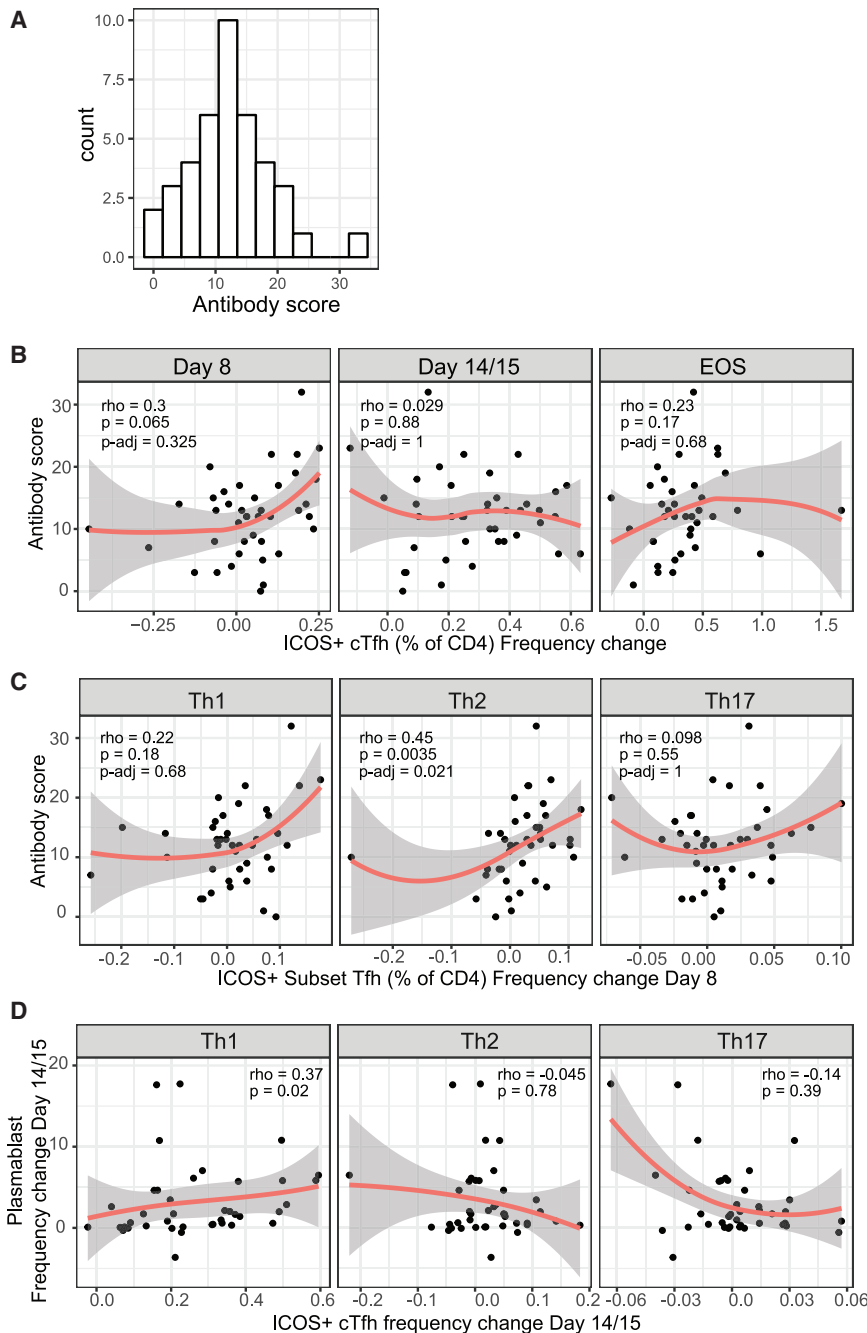 A
10.0
7.5
5.0
2.5
0.0
count
0 10 20 30
Antibody score
B
Day 8 Day 14/15 EOS
rho = 0.3
p = 0.065
p-adj = 0.325
rho = 0.029
p = 0.88
p-adj = 1
rho = 0.23
p = 0.17
p-adj = 0.68
30
20
10
0
Antibody score
-0.25 0.00 0.25 0.0 0.2 0.4 0.6 0.0 0.5 1.0 1.5
ICOS+ cTfh (% of CD4) Frequency change
C
Th1 Th2 Th17
rho = 0.22
p = 0.18
p-adj = 0.68
rho = 0.45
p = 0.0035
p-adj = 0.021
rho = 0.098
p = 0.55
p-adj = 1
30
20
10
0
Antibody score
-0.2 -0.1 0.0 0.1 -0.2 -0.1 0.0 0.1 -0.05 0.00 0.05 0.10
ICOS+ Subset Tfh (% of CD4) Frequency change Day 8
D
Th1 Th2 Th17
rho = 0.37
p = 0.02
rho = -0.045
p = 0.78
rho = -0.14
p = 0.39
20
10
0
Plasmablast
Frequency change Day 14/15
0.0 0.2 0.4 0.6 -0.2 -0.1 0.0 0.1 0.2 -0.06 -0.03 0.0 0.03 0.06
ICOS+ cTfh frequency change Day 14/15